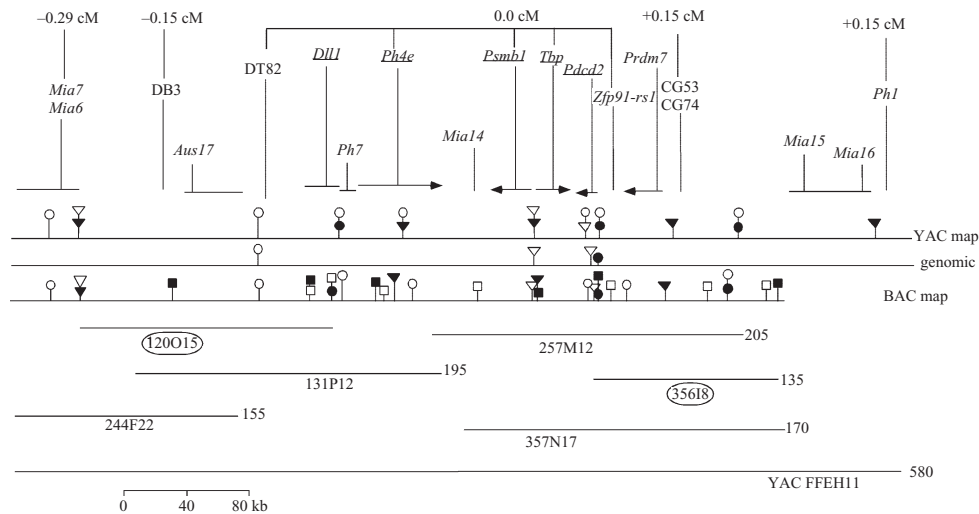 –0.29 cM –0.15 cM 0.0 cM +0.15 cM +0.15 cM
Dll1 Ph4e Psmb1 Tbp Prdm7
DT82 Pdcd2
Mia7 DB3 Zfp91-rs1 CG53 Ph1
Mia6 CG74
Aus17 Ph7 Mia14 Mia15
Mia16
YAC map
genomic
BAC map
120O15 257M12 205
131P12 195 356I8 135
244F22 155 357N17 170
YAC FFEH11 580
0 40 80 kb